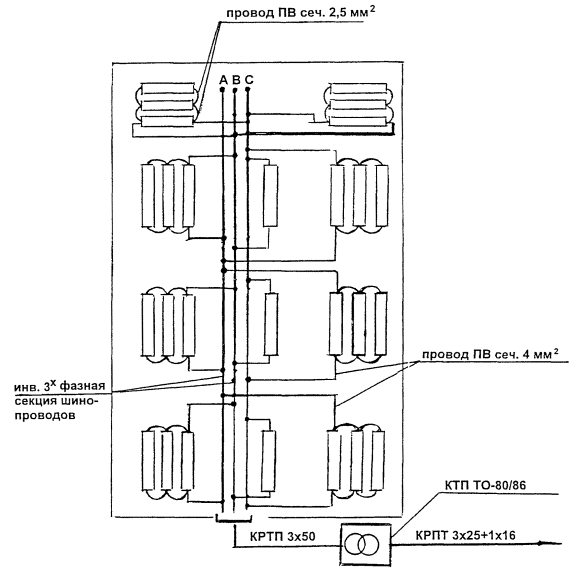 провод ПВ сеч. 2,5 мм²
А В С
провод ПВ сеч. 4 мм²
инв. 3ˣ фазная
секция шино-
проводов
КТП ТО-80/86
КРТП 3х50
КРПТ 3х25+1х16